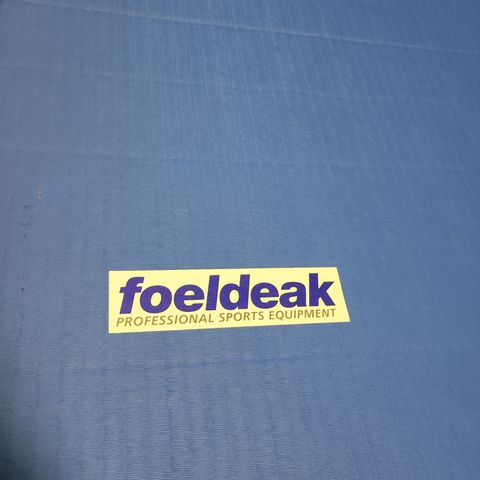 foeldeak
PROFESSIONAL SPORTS EQUIPMENT